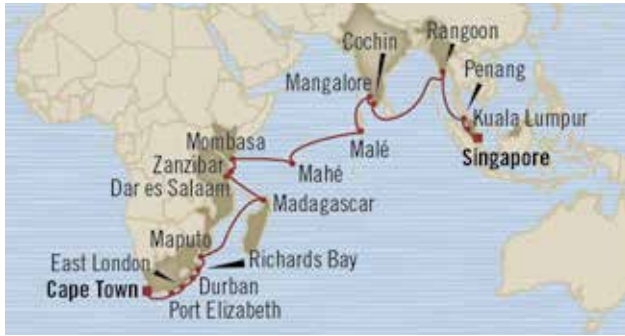 Rangoon
Cochin
Penang
Mangalore
Kuala Lumpur
Mombasa
Malé
Singapore
Zanzibar
Mahé
Dar es Salaam
Madagascar
Maputo
East London
Richards Bay
Cape Town
Durban
Port Elizabeth